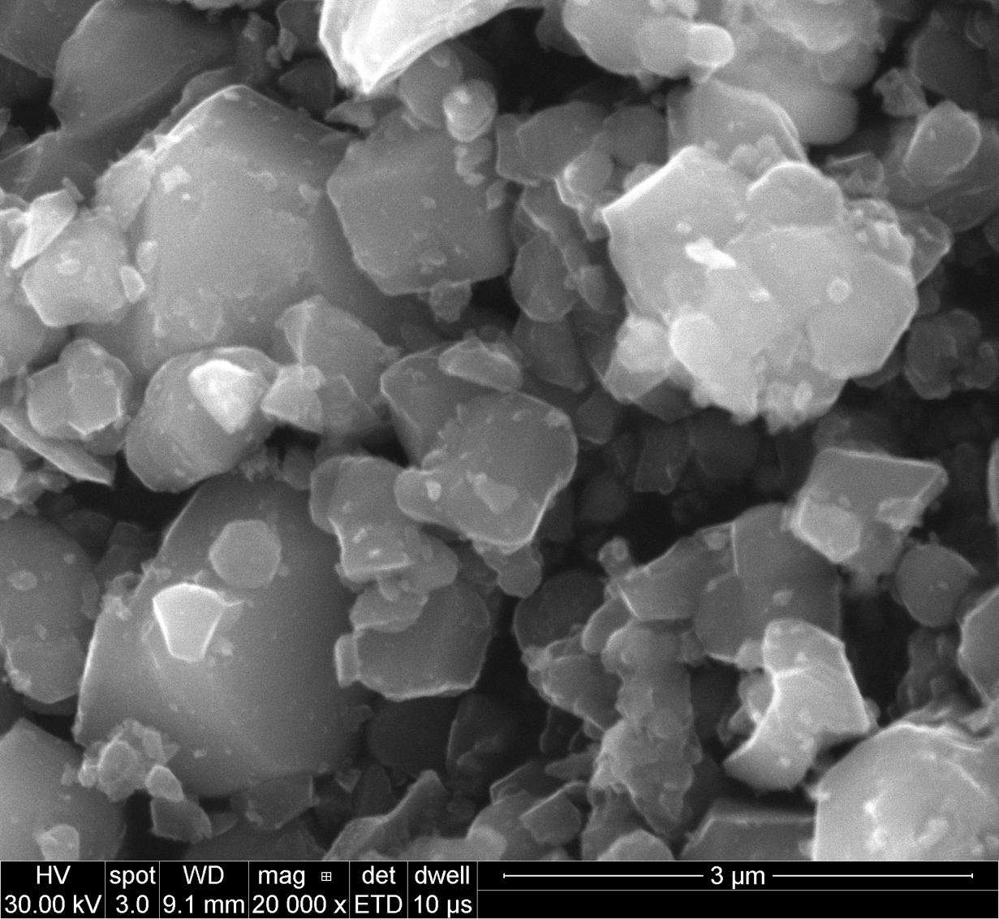 HV spot WD mag ⊞ det dwell
30.00 kV 3.0 9.1 mm 20 000 x ETD 10 µs
3 µm